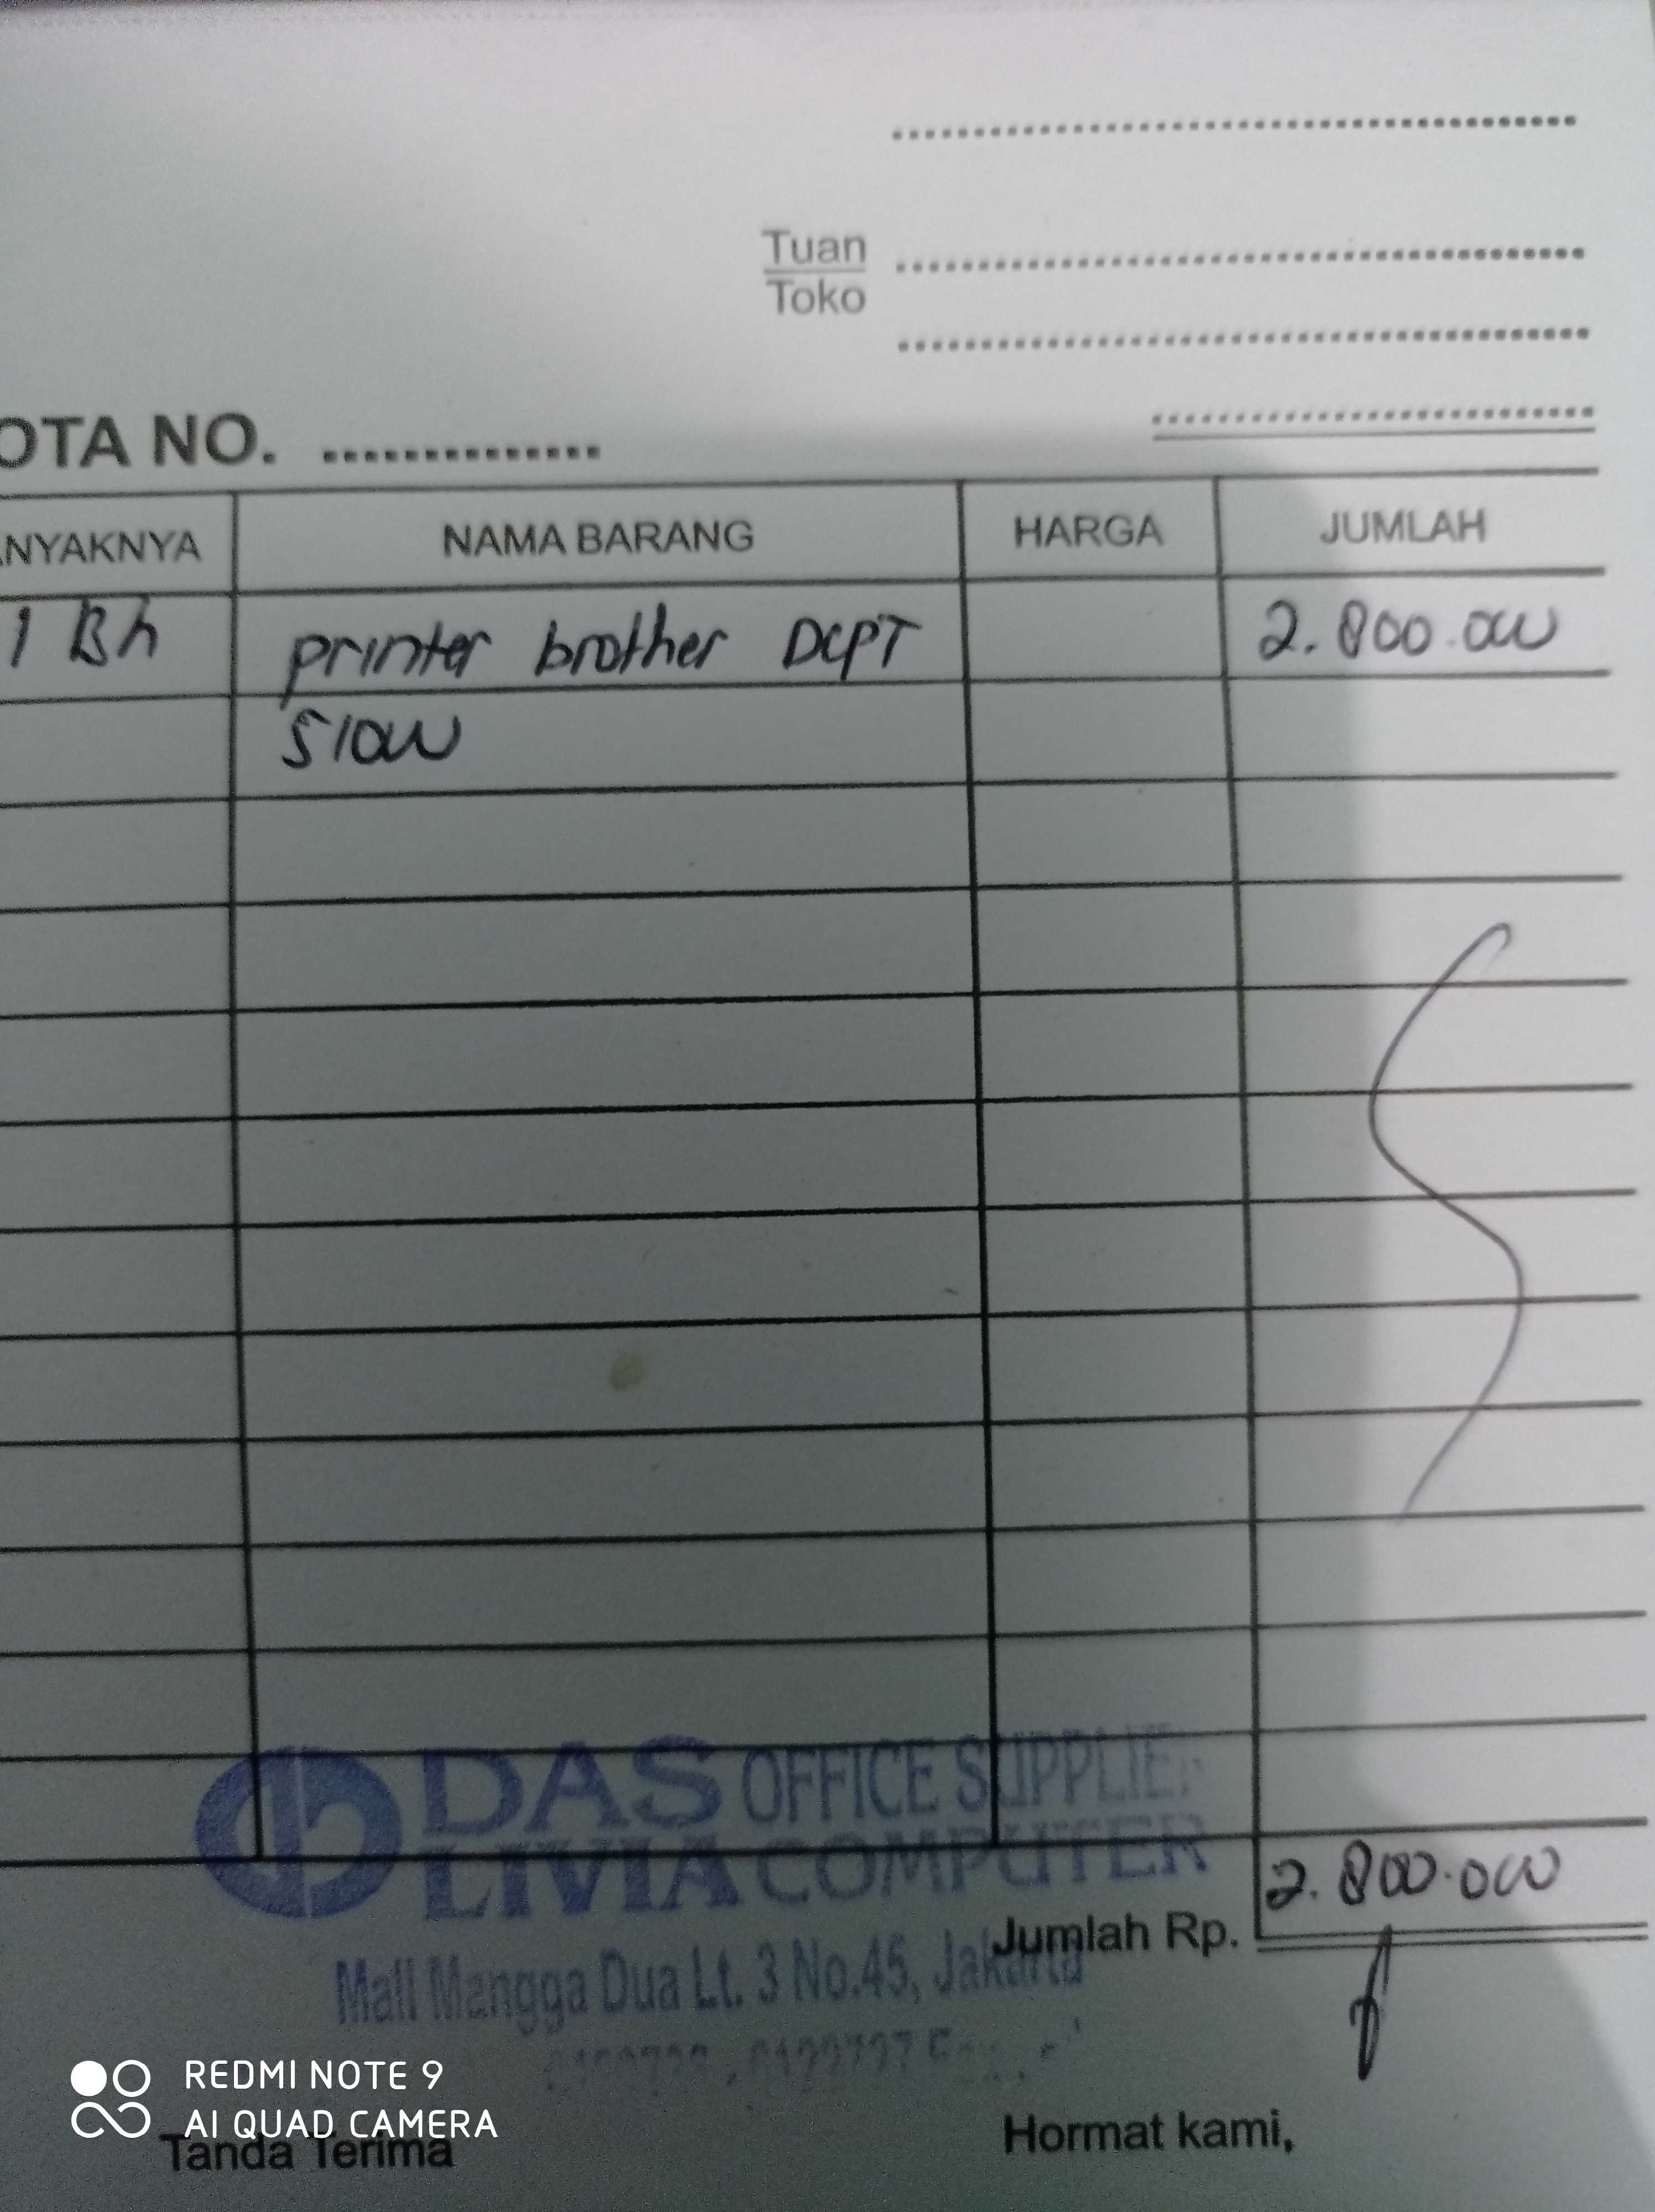 Tuan
Toko
OTA NO. ..............
ANYAKNYA NAMA BARANG HARGA JUMLAH
1 Bh printer brother DCPT 2.800.000
510W
DAS OFFICE SUPPLIE
LIVIA COMPUTER
2.800.000
Jumlah Rp.
Mall Mangga Dua Lt. 3 No.45, Jakarta
REDMI NOTE 9
AI QUAD CAMERA
Tanda Terima Hormat kami,